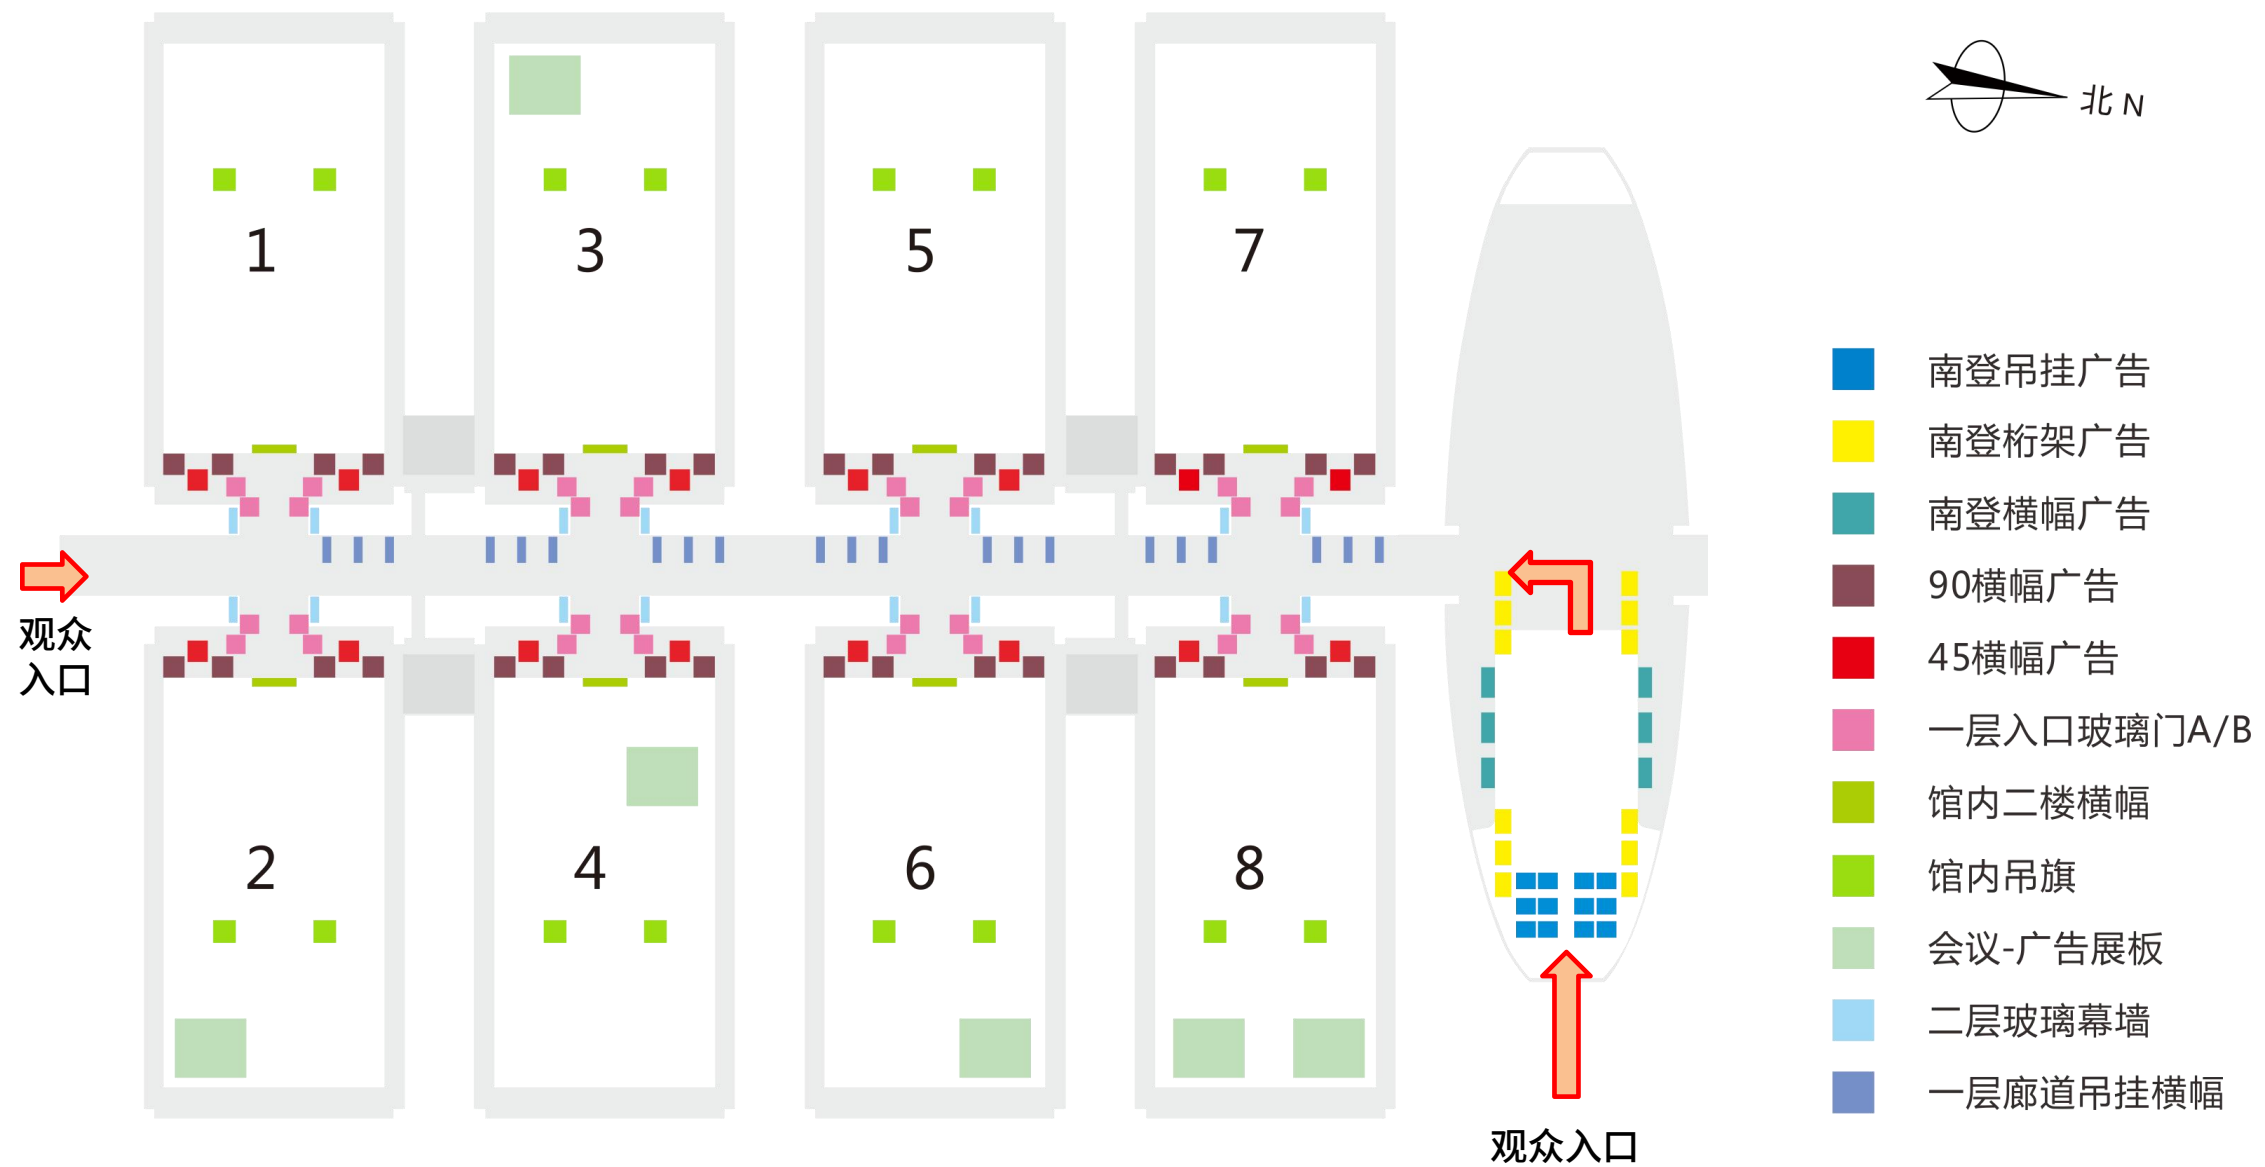 北 N
1
3
5
7
观众
入口
2
4
6
8
观众入口
南登吊挂广告
南登桁架广告
南登横幅广告
90横幅广告
45横幅广告
一层入口玻璃门A/B
馆内二楼横幅
馆内吊旗
会议-广告展板
二层玻璃幕墙
一层廊道吊挂横幅